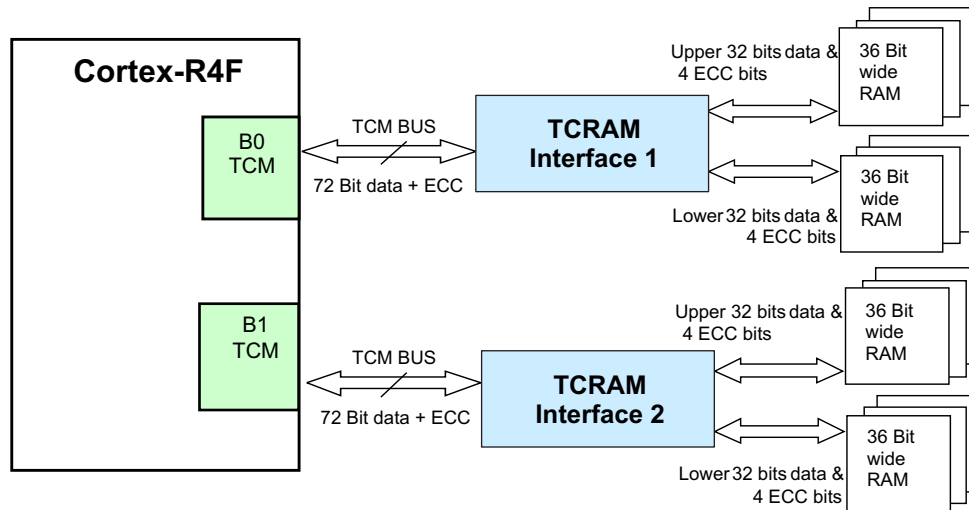 Cortex-R4F
B0
TCM
TCM BUS
72 Bit data + ECC
TCRAM
Interface 1
Upper 32 bits data &
4 ECC bits
36 Bit
wide
RAM
Lower 32 bits data &
4 ECC bits
36 Bit
wide
RAM
B1
TCM
TCM BUS
72 Bit data + ECC
TCRAM
Interface 2
Upper 32 bits data &
4 ECC bits
36 Bit
wide
RAM
Lower 32 bits data &
4 ECC bits
36 Bit
wide
RAM